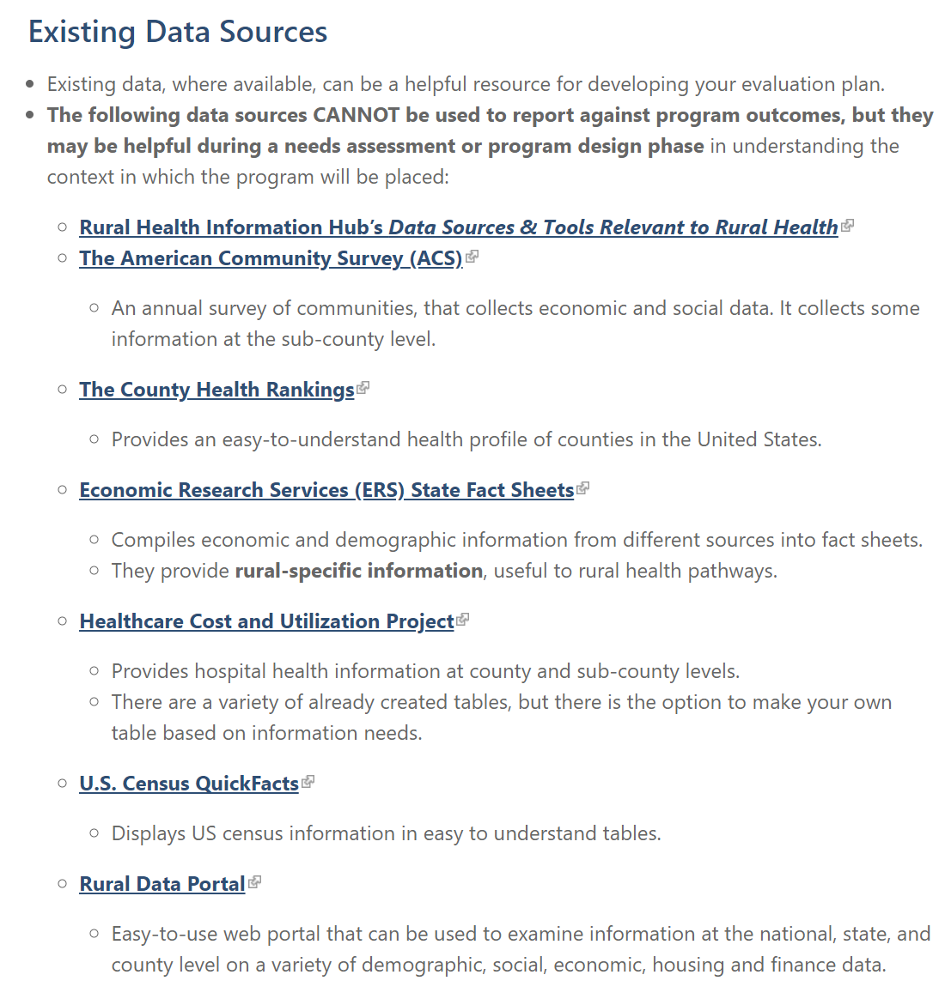 Existing Data Sources
Existing data, where available, can be a helpful resource for developing your evaluation plan.
The following data sources CANNOT be used to report against program outcomes, but they
may be helpful during a needs assessment or program design phase in understanding the
context in which the program will be placed:
Rural Health Information Hub’s Data Sources & Tools Relevant to Rural Health
The American Community Survey (ACS)
An annual survey of communities, that collects economic and social data. It collects some
information at the sub-county level.
The County Health Rankings
Provides an easy-to-understand health profile of counties in the United States.
Economic Research Services (ERS) State Fact Sheets
Compiles economic and demographic information from different sources into fact sheets.
They provide rural-specific information, useful to rural health pathways.
Healthcare Cost and Utilization Project
Provides hospital health information at county and sub-county levels.
There are a variety of already created tables, but there is the option to make your own
table based on information needs.
U.S. Census QuickFacts
Displays US census information in easy to understand tables.
Rural Data Portal
Easy-to-use web portal that can be used to examine information at the national, state, and
county level on a variety of demographic, social, economic, housing and finance data.